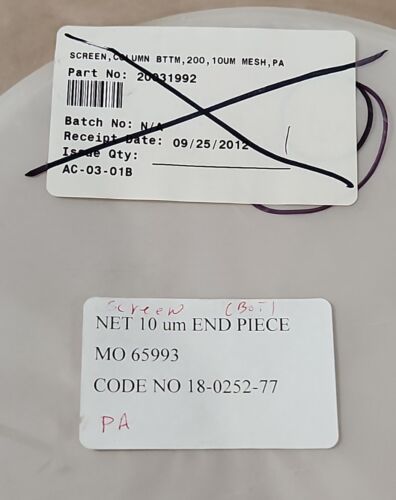 SCREEN, COLUMN BTTM, 200, 10UM MESH, PA
Part No: 20031992
Batch No: N/A
Receipt Date: 09/25/2012
Issue Qty:
AC-03-01B
Screen (BOT)
NET 10 um END PIECE
MO 65993
CODE NO 18-0252-77
PA